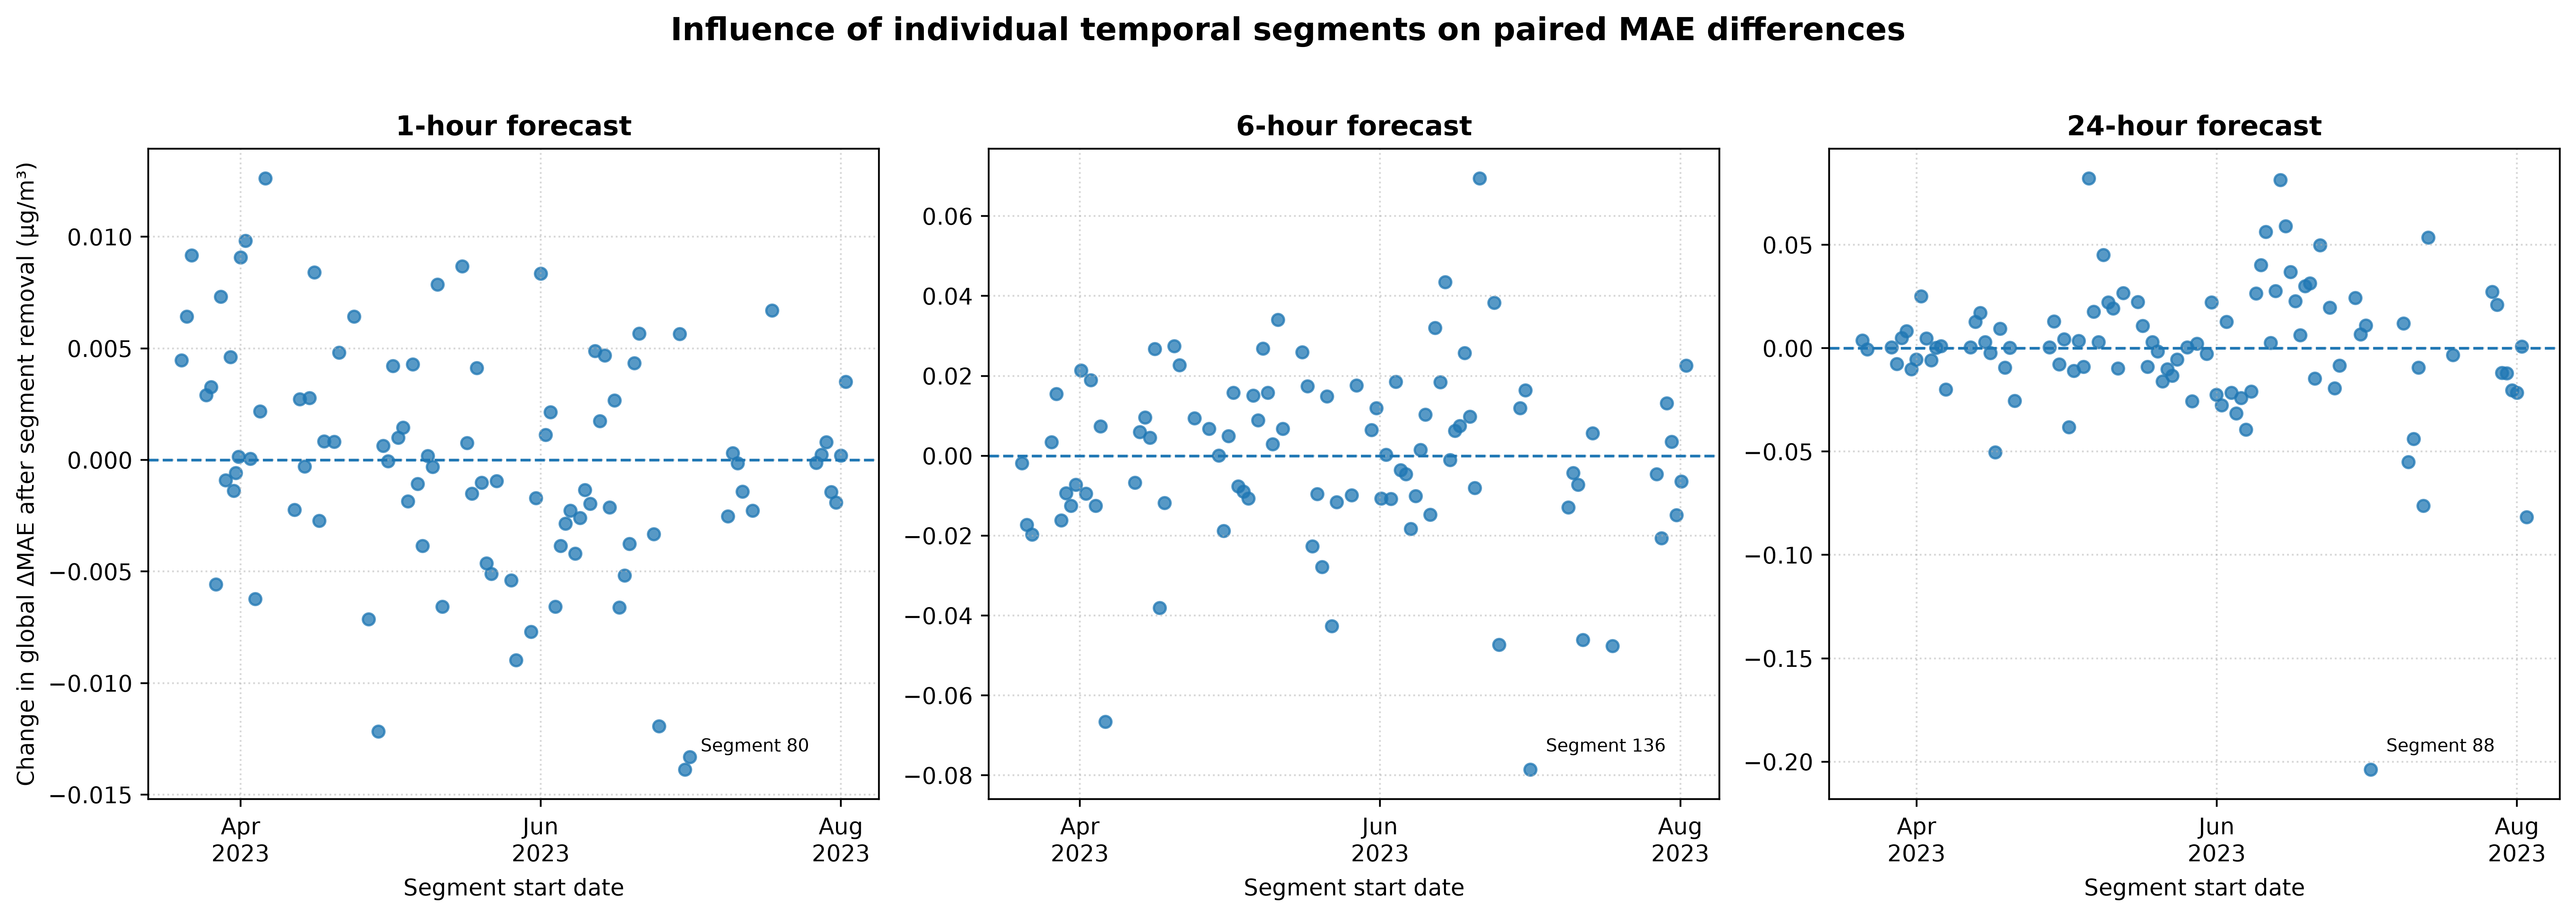 Influence of individual temporal segments on paired MAE differences
1-hour forecast
Change in global ΔMAE after segment removal (µg/m³)
0.010
0.005
0.000
−0.005
−0.010
−0.015
Segment 80
Apr
2023
Jun
2023
Aug
2023
Segment start date
6-hour forecast
0.06
0.04
0.02
0.00
−0.02
−0.04
−0.06
−0.08
Segment 136
Apr
2023
Jun
2023
Aug
2023
Segment start date
24-hour forecast
0.05
0.00
−0.05
−0.10
−0.15
−0.20
Segment 88
Apr
2023
Jun
2023
Aug
2023
Segment start date